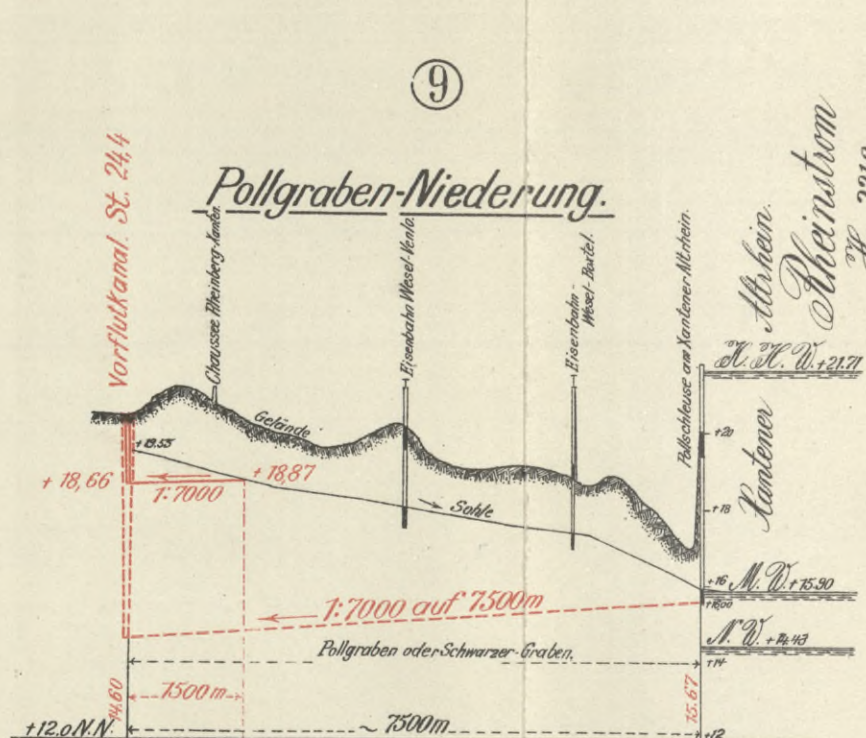 9
Pollgraben-Niederung.
Vorflutkanal. St. 24,4
Chaussee Rheinberg-Xanten.
Eisenbahn Wesel-Venlo.
Eisenbahn-
Wesel-Boxtel.
Pollschleuse am Xantener Altrhein.
Altrhein.
Rheinstrom
H. H. W. +21.71
Xantener
Gelände
+19.55
+20
+ 18,66
1:7000
+ 18,87
Sohle
+18
+16
M. W. +15.90
+16,00
1:7000 auf 7500m
N. W. +14.43
Pollgraben oder Schwarzer-Graben.
+14
14.60
1500m
15.67
+12.0 N.N.
~ 7500m
+12